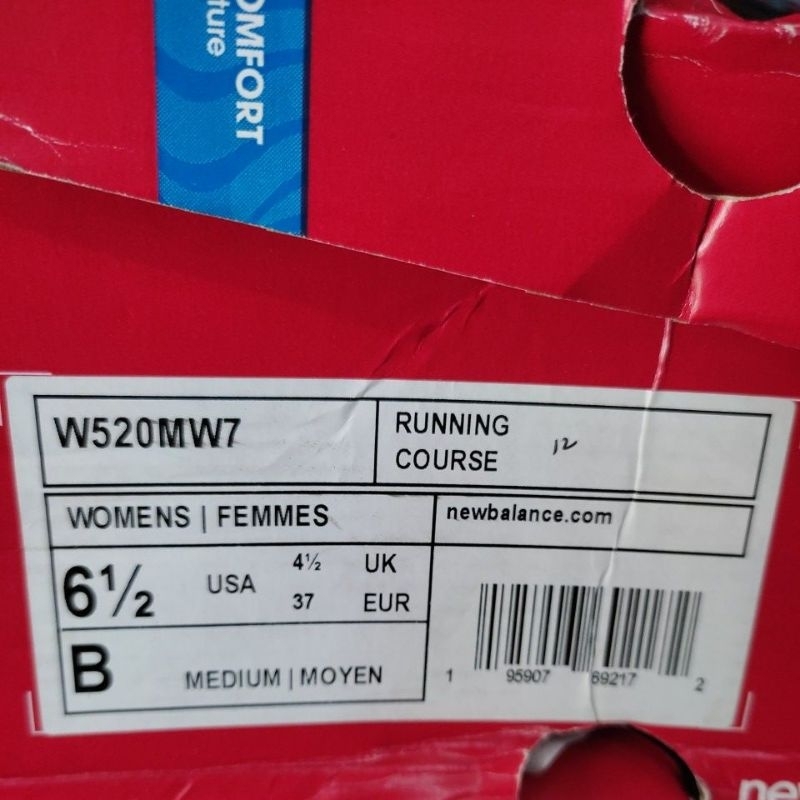 OMFORT
ture
W520MW7
RUNNING
COURSE
12
WOMENS | FEMMES
newbalance.com
6½ USA 4½ UK
37 EUR
B MEDIUM | MOYEN
1 95907 69217 2
ne